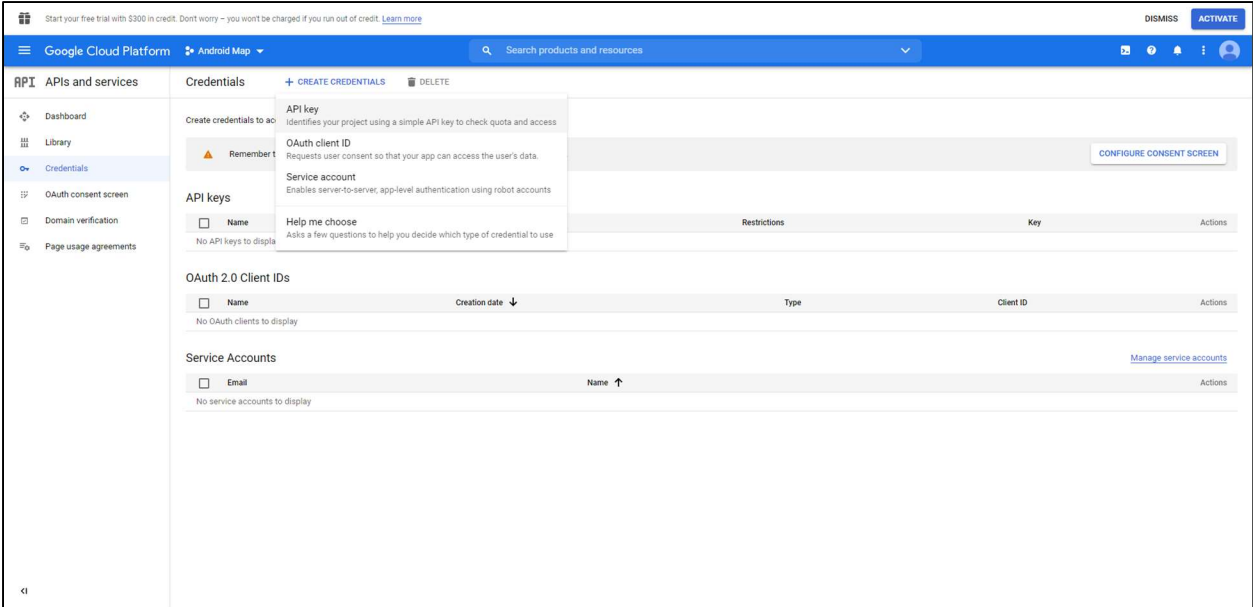 Start your free trial with $300 in credit. Don't worry – you won't be charged if you run out of credit. Learn more
DISMISS
ACTIVATE
Google Cloud Platform
Android Map
Search products and resources
API APIs and services
Credentials
+ CREATE CREDENTIALS
DELETE
Dashboard
Library
Credentials
OAuth consent screen
Domain verification
Page usage agreements
Create credentials to ac
API key
Identifies your project using a simple API key to check quota and access
OAuth client ID
Requests user consent so that your app can access the user's data.
Service account
Enables server-to-server, app-level authentication using robot accounts
Help me choose
Asks a few questions to help you decide which type of credential to use
Remember t
CONFIGURE CONSENT SCREEN
API keys
Name
Restrictions
Key
Actions
No API keys to displa
OAuth 2.0 Client IDs
Name
Creation date
Type
Client ID
Actions
No OAuth clients to display
Service Accounts
Manage service accounts
Email
Name
Actions
No service accounts to display